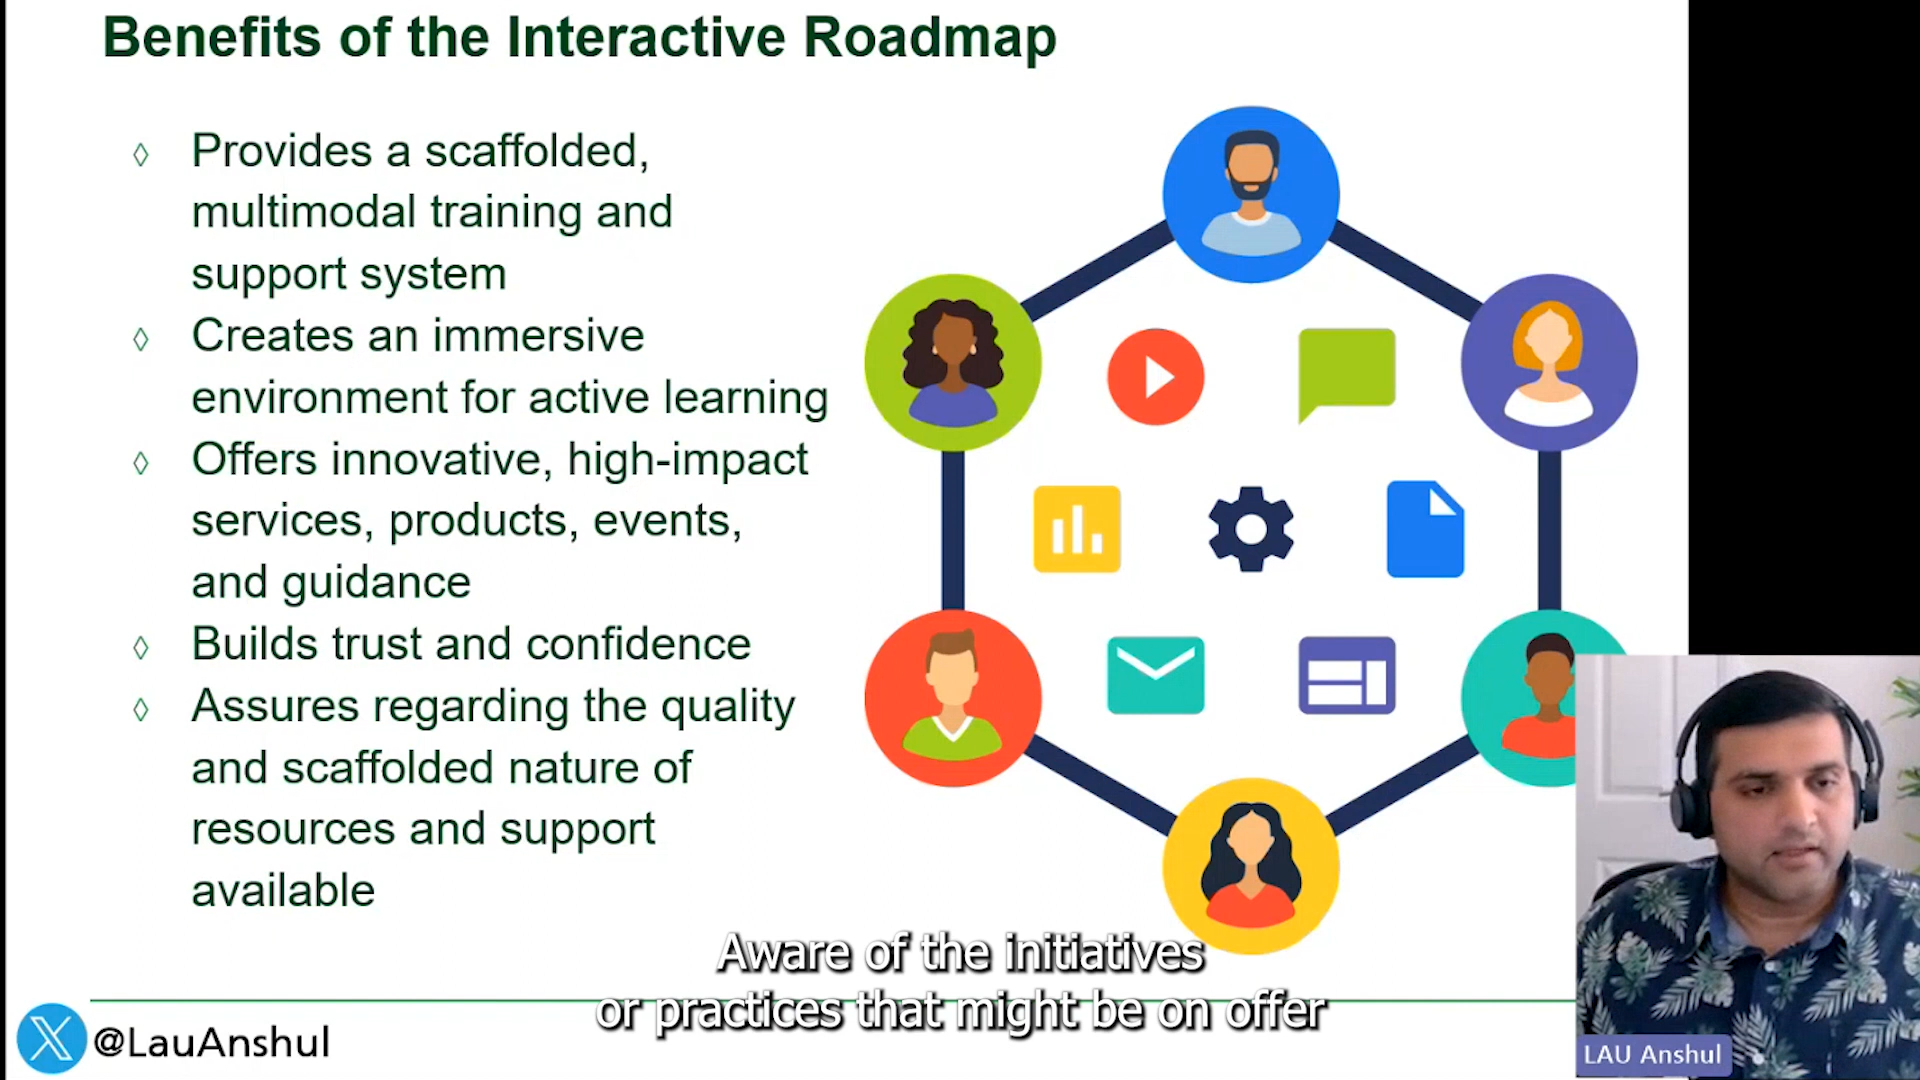 Benefits of the Interactive Roadmap
Provides a scaffolded,
multimodal training and
support system
Creates an immersive
environment for active learning
Offers innovative, high-impact
services, products, events,
and guidance
Builds trust and confidence
Assures regarding the quality
and scaffolded nature of
resources and support
available
Aware of the initiatives
or practices that might be on offer
@LauAnshul
LAU Anshul